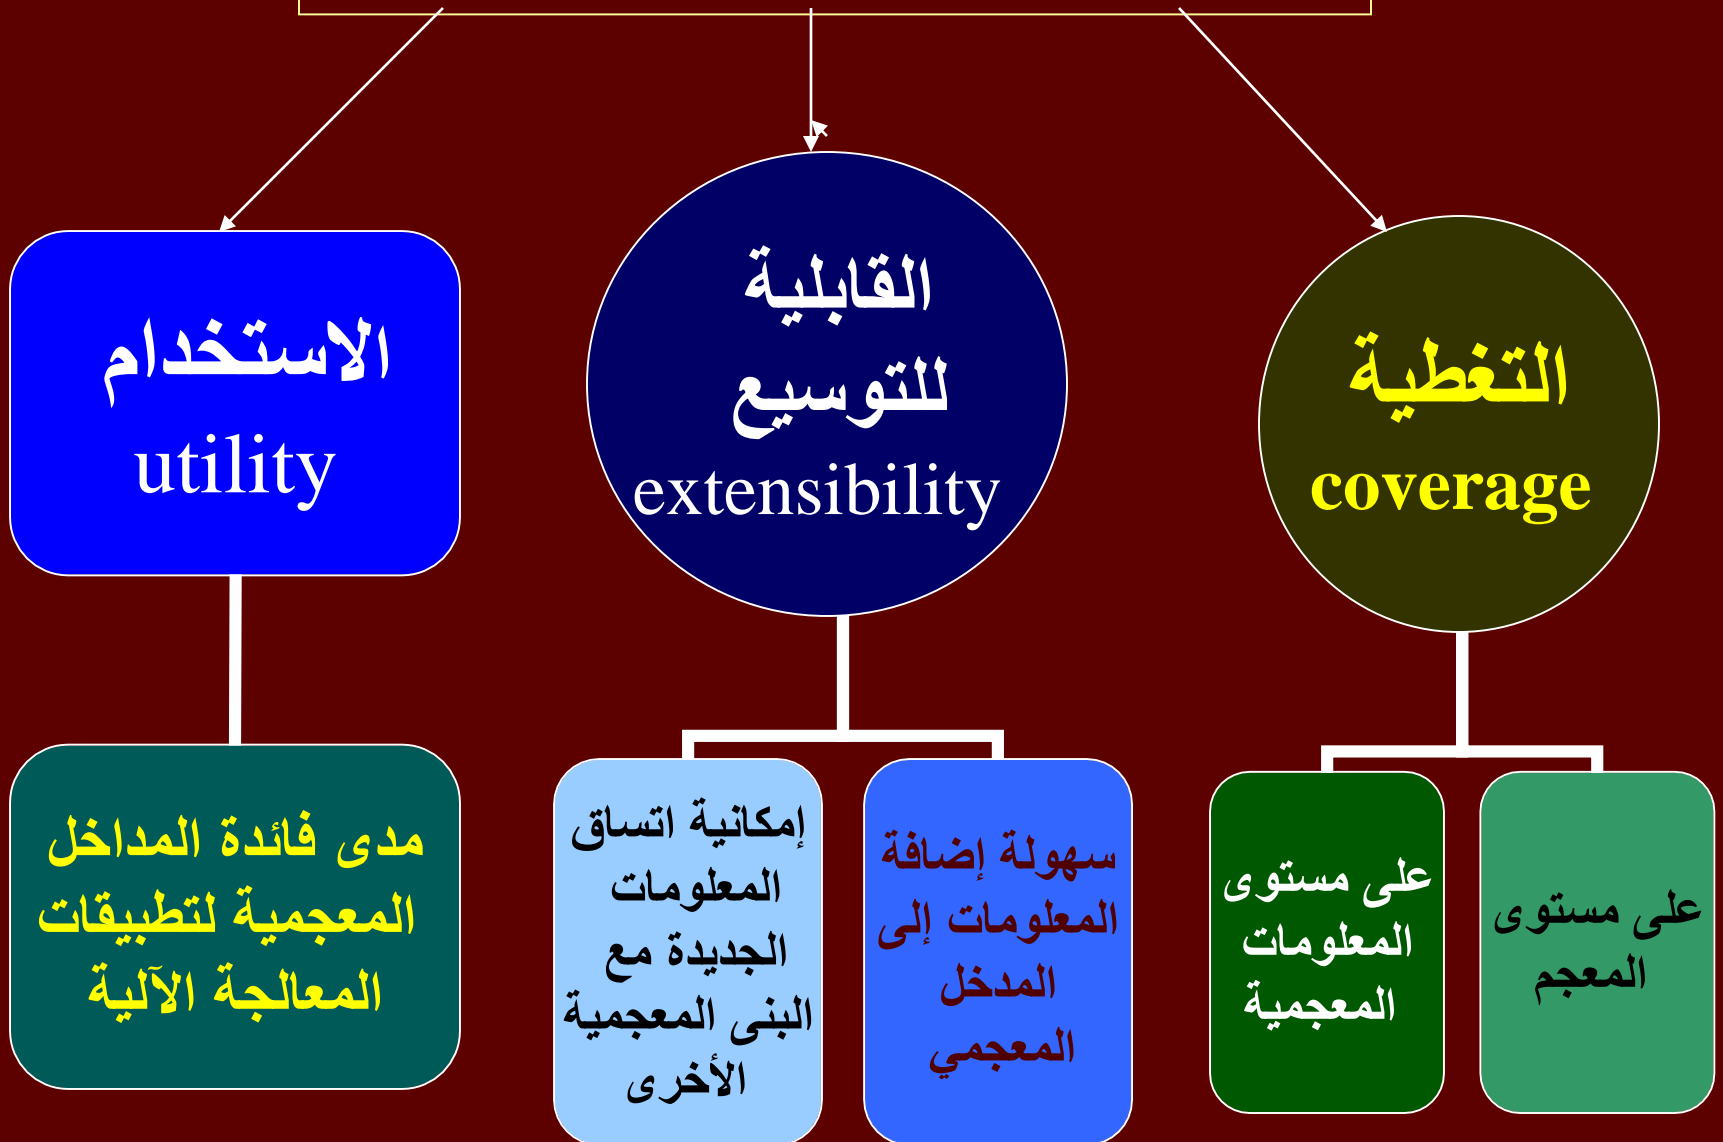 التغطية
coverage
القابلية
للتوسيع
extensibility
الاستخدام
utility
على مستوى
المعجم
على مستوى
المعلومات
المعجمية
سهولة إضافة
المعلومات إلى
المدخل
المعجمي
إمكانية اتساق
المعلومات
الجديدة مع
البنى المعجمية
الأخرى
مدى فائدة المداخل
المعجمية لتطبيقات
المعالجة الآلية